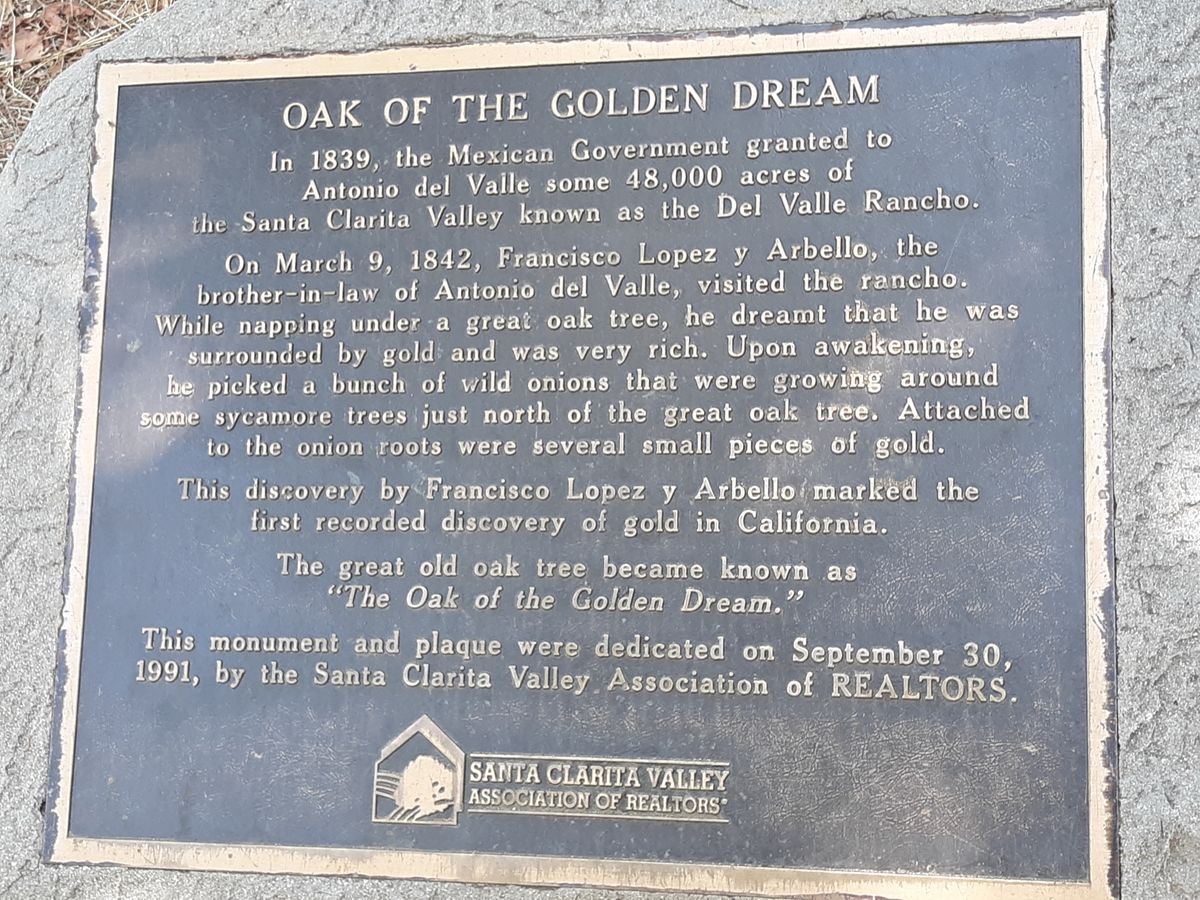 OAK OF THE GOLDEN DREAM
In 1839, the Mexican Government granted to
Antonio del Valle some 48,000 acres of
the Santa Clarita Valley known as the Del Valle Rancho.
On March 9, 1842, Francisco Lopez y Arbello, the
brother-in-law of Antonio del Valle, visited the rancho.
While napping under a great oak tree, he dreamt that he was
surrounded by gold and was very rich. Upon awakening,
he picked a bunch of wild onions that were growing around
some sycamore trees just north of the great oak tree. Attached
to the onion roots were several small pieces of gold.
This discovery by Francisco Lopez y Arbello marked the
first recorded discovery of gold in California.
The great old oak tree became known as
"The Oak of the Golden Dream."
This monument and plaque were dedicated on September 30,
1991, by the Santa Clarita Valley Association of REALTORS.
SANTA CLARITA VALLEY
ASSOCIATION OF REALTORS®